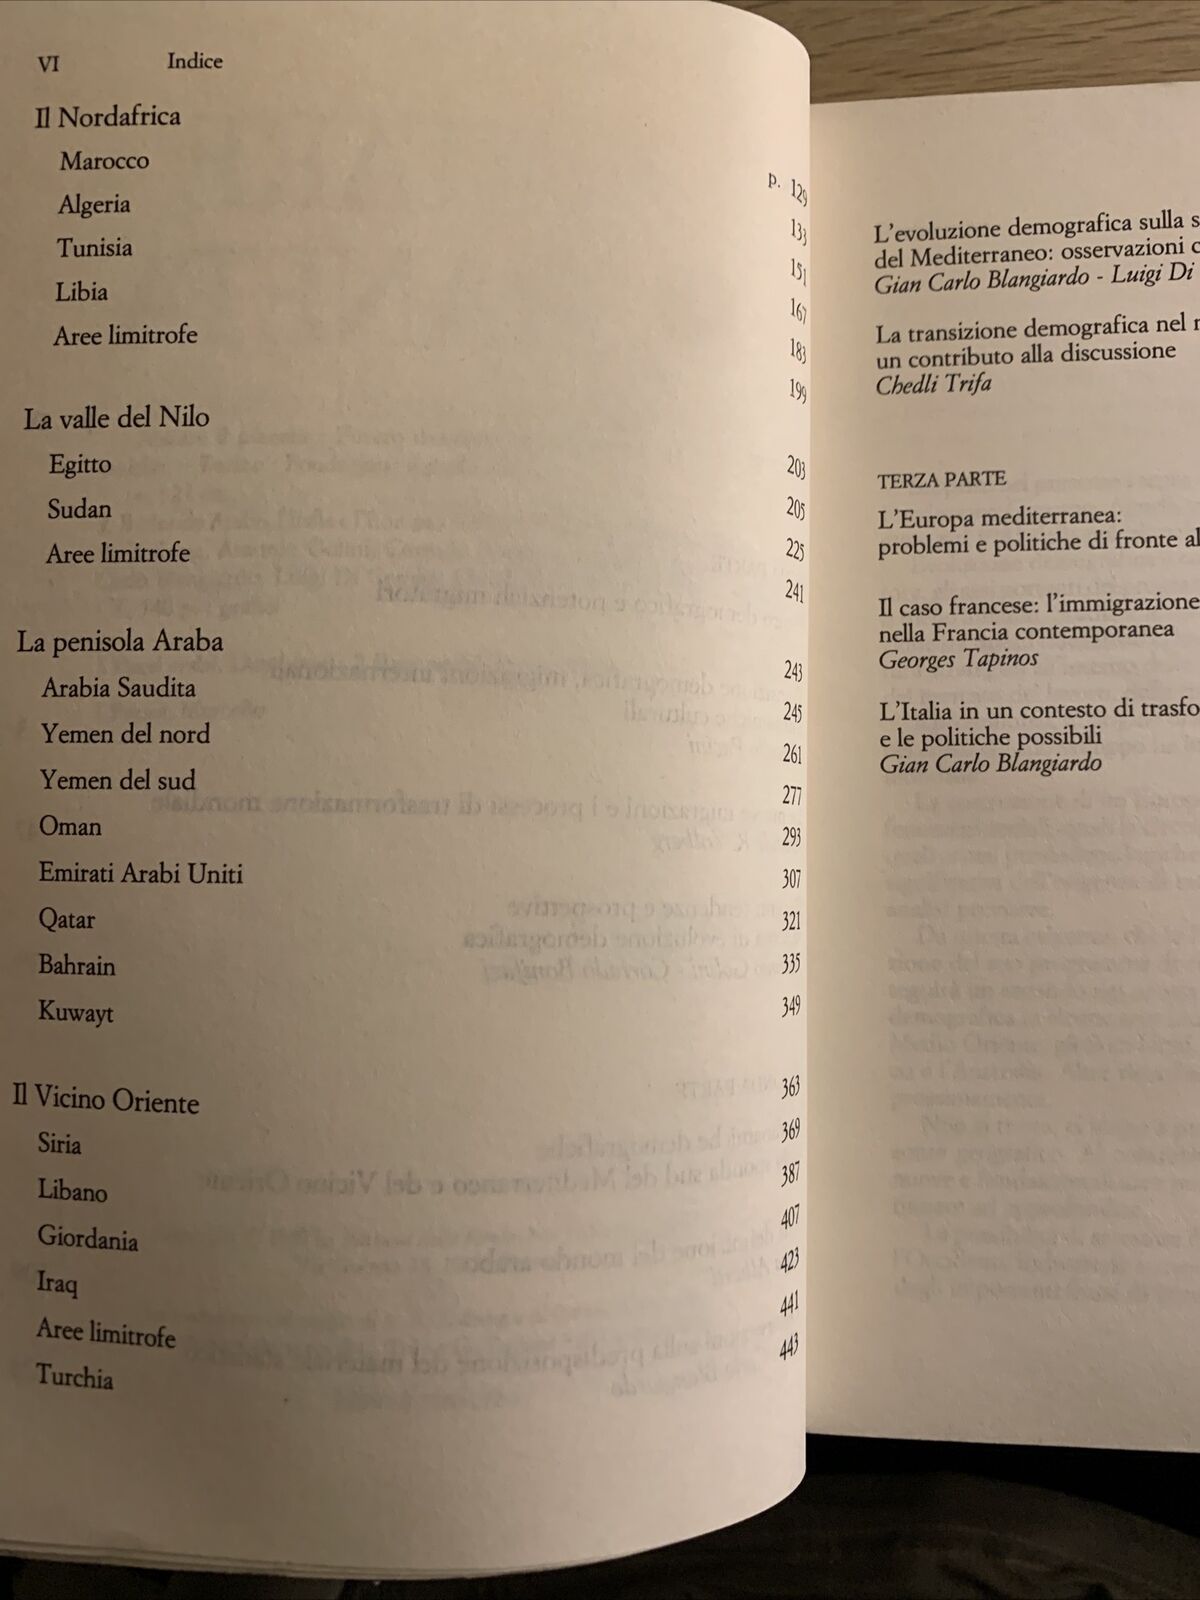 VI Indice
Il Nordafrica p. 129
Marocco 133
Algeria 151
Tunisia 167
Libia 183
Aree limitrofe 199
La valle del Nilo 203
Egitto 205
Sudan 225
Aree limitrofe 241
La penisola Araba 243
Arabia Saudita 245
Yemen del nord 261
Yemen del sud 277
Oman 293
Emirati Arabi Uniti 307
Qatar 321
Bahrain 335
Kuwayt 349
Il Vicino Oriente 363
Siria 369
Libano 387
Giordania 407
Iraq 423
Aree limitrofe 441
Turchia 443
L'evoluzione demografica sulla s
del Mediterraneo: osservazioni c
Gian Carlo Blangiardo - Luigi Di
La transizione demografica nel
un contributo alla discussione
Chedli Trifa
TERZA PARTE
L'Europa mediterranea:
problemi e politiche di fronte al
Il caso francese: l'immigrazione
nella Francia contemporanea
Georges Tapinos
L'Italia in un contesto di trasfo
e le politiche possibili
Gian Carlo Blangiardo